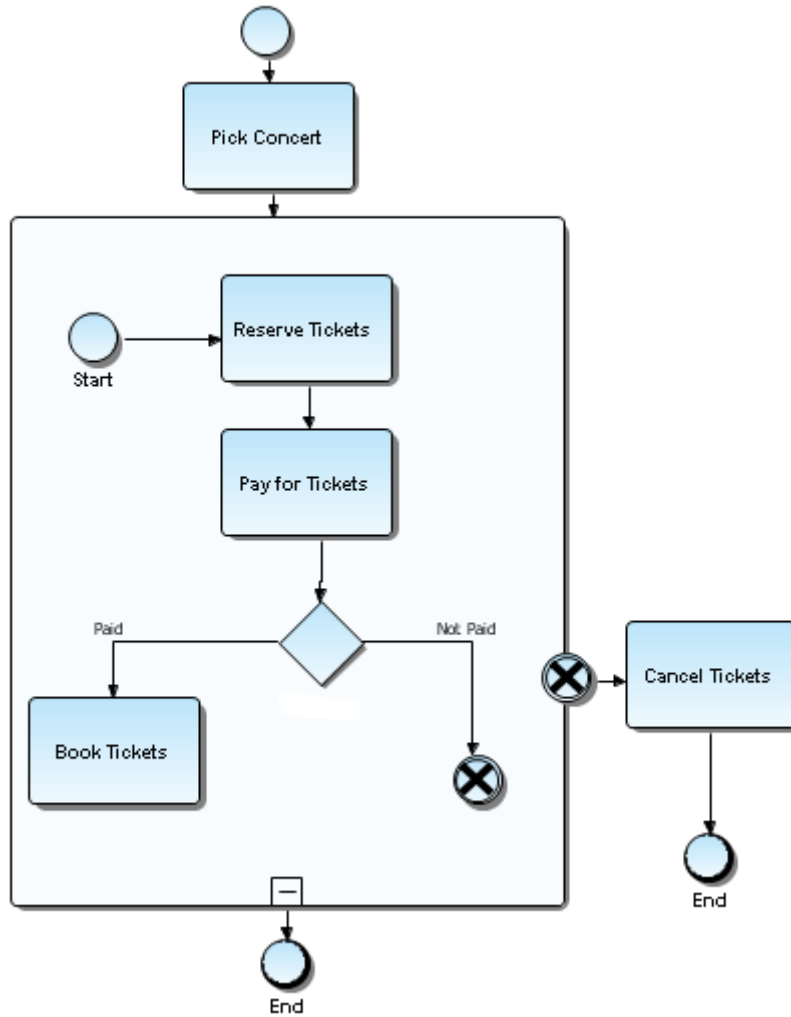 Pick Concert
Reserve Tickets
Start
Pay for Tickets
Paid
Not Paid
Cancel Tickets
Book Tickets
End
End